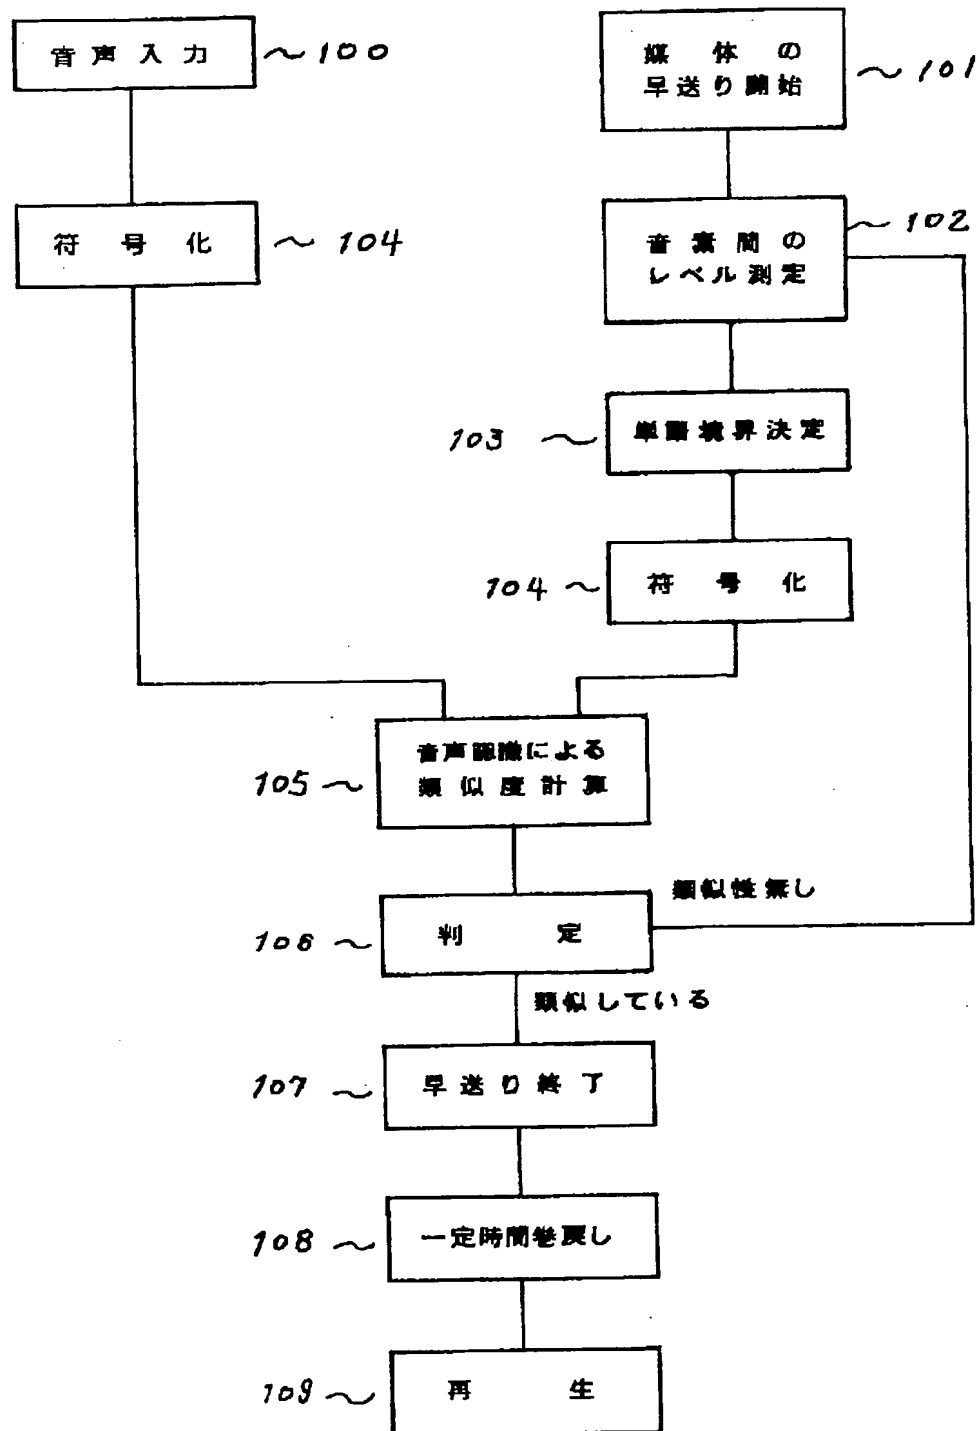 音声入力 ～100
媒体の
早送り開始 ～101
符号化 ～104
音素間の
レベル測定 ～102
103 ～ 単語境界決定
104 ～ 符号化
105 ～ 音声認識による
類似度計算
類似性無し
106 ～ 判定
類似している
107 ～ 早送り終了
108 ～ 一定時間巻戻し
109 ～ 再生